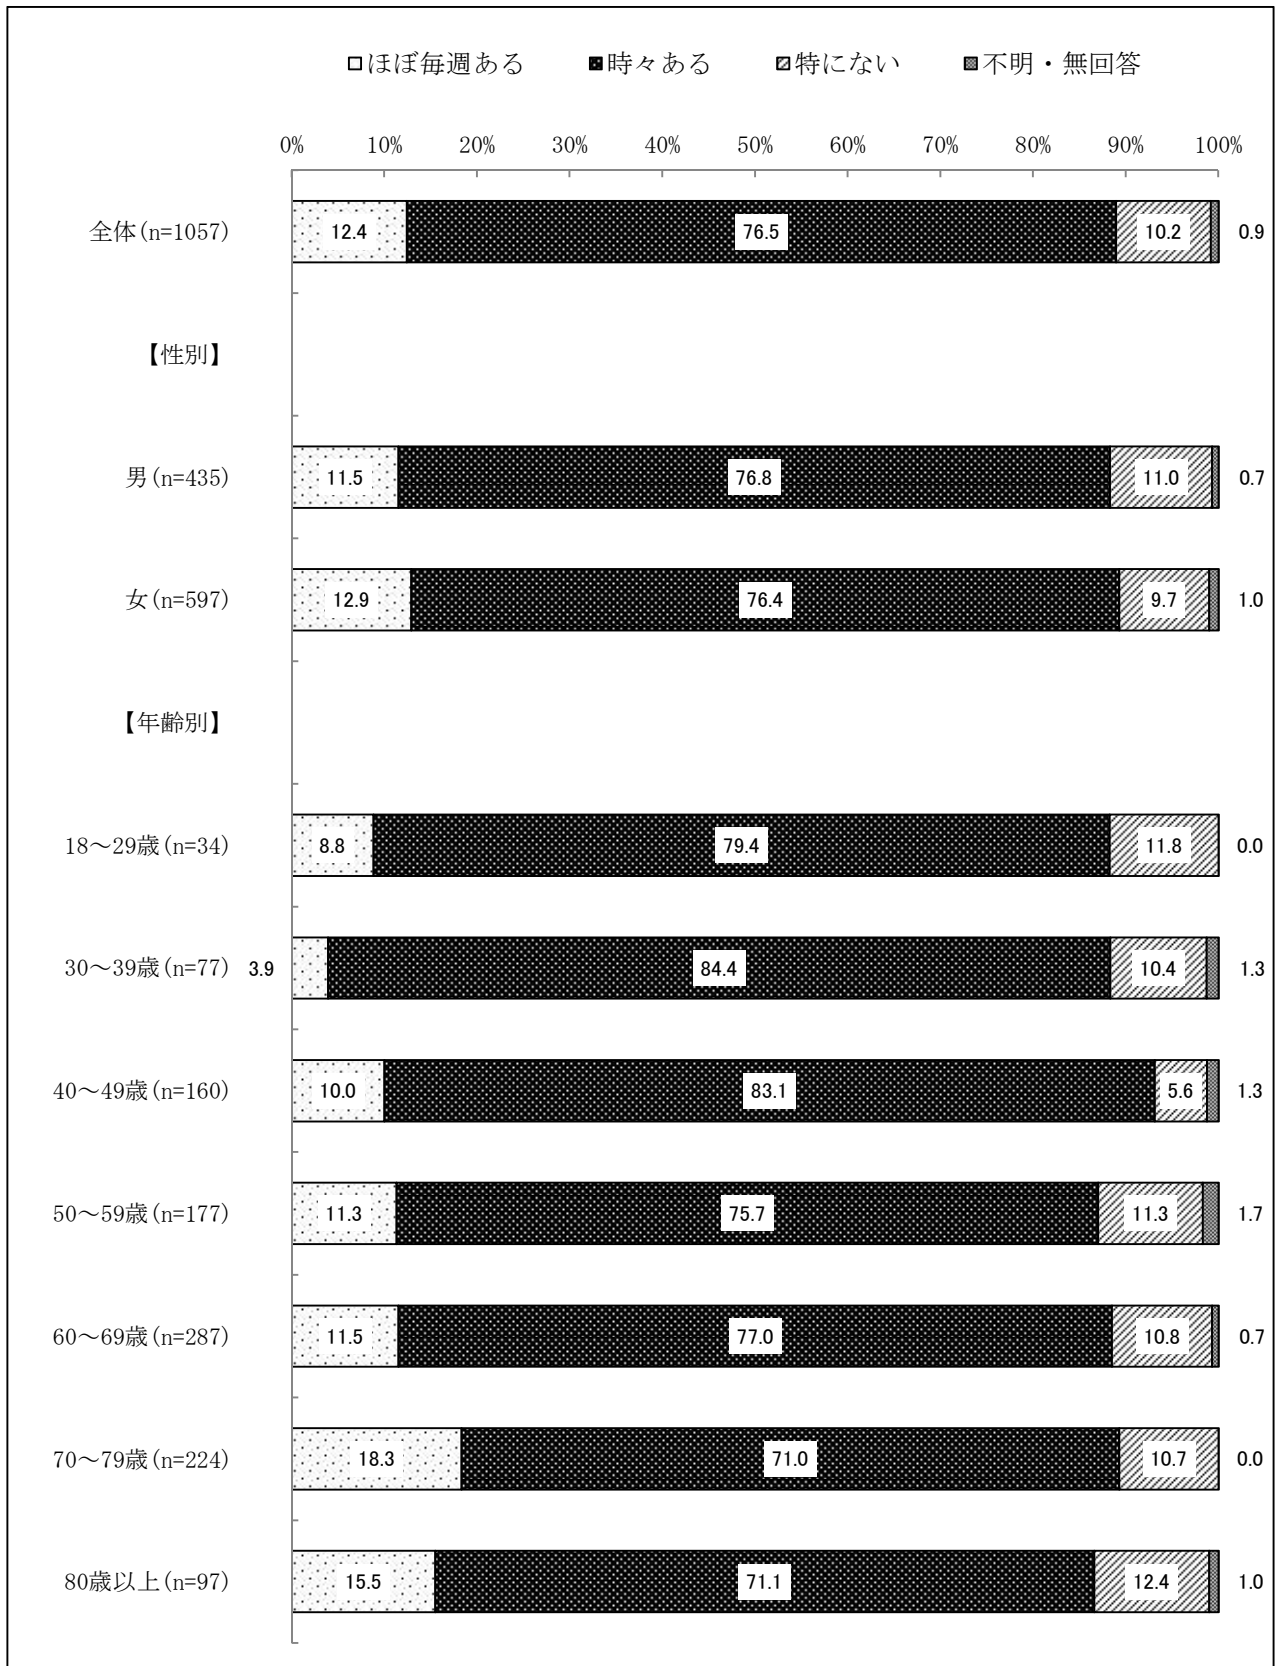 ほぼ毎週ある 時々ある 特にない 不明・無回答
0% 10% 20% 30% 40% 50% 60% 70% 80% 90% 100%
全体(n=1057) 12.4 76.5 10.2 0.9
【性別】
男(n=435) 11.5 76.8 11.0 0.7
女(n=597) 12.9 76.4 9.7 1.0
【年齢別】
18～29歳(n=34) 8.8 79.4 11.8 0.0
30～39歳(n=77) 3.9 84.4 10.4 1.3
40～49歳(n=160) 10.0 83.1 5.6 1.3
50～59歳(n=177) 11.3 75.7 11.3 1.7
60～69歳(n=287) 11.5 77.0 10.8 0.7
70～79歳(n=224) 18.3 71.0 10.7 0.0
80歳以上(n=97) 15.5 71.1 12.4 1.0